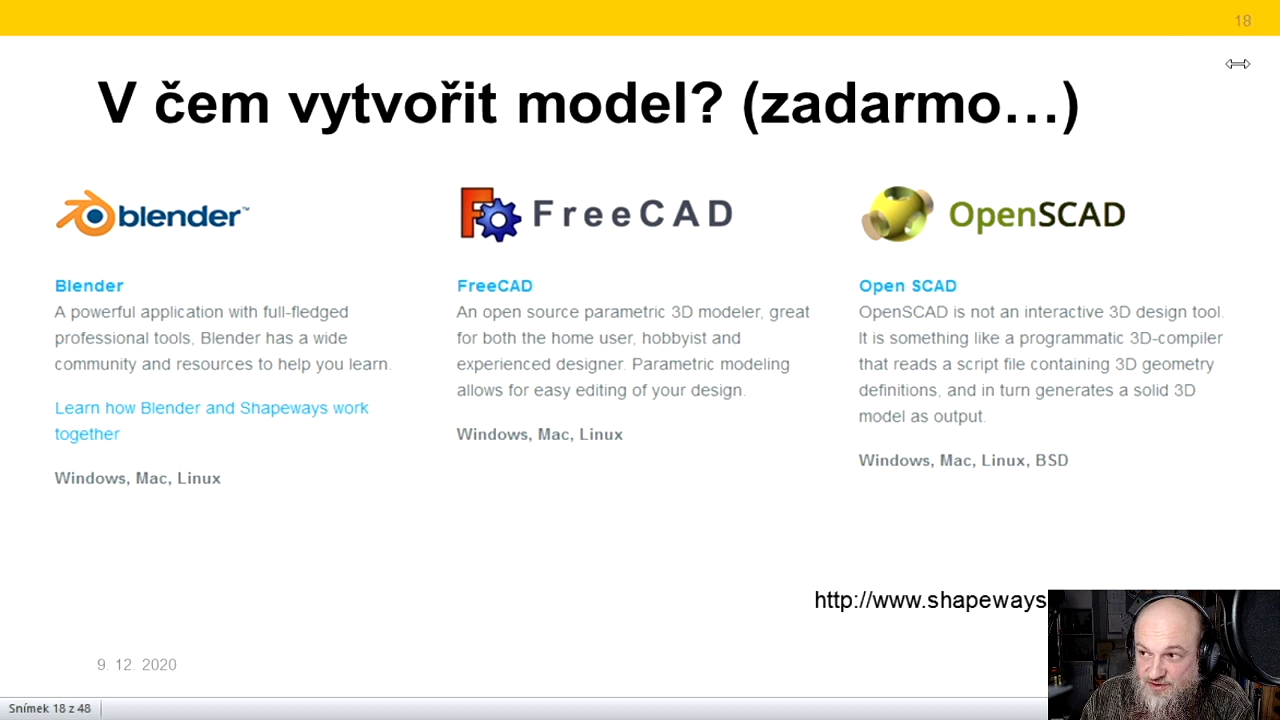 18
V čem vytvořit model? (zadarmo…)
blender™
FreeCAD
OpenSCAD
Blender
A powerful application with full-fledged
professional tools, Blender has a wide
community and resources to help you learn.
Learn how Blender and Shapeways work
together
Windows, Mac, Linux
FreeCAD
An open source parametric 3D modeler, great
for both the home user, hobbyist and
experienced designer. Parametric modeling
allows for easy editing of your design.
Windows, Mac, Linux
Open SCAD
OpenSCAD is not an interactive 3D design tool.
It is something like a programmatic 3D-compiler
that reads a script file containing 3D geometry
definitions, and in turn generates a solid 3D
model as output.
Windows, Mac, Linux, BSD
http://www.shapeways
9. 12. 2020
Snímek 18 z 48